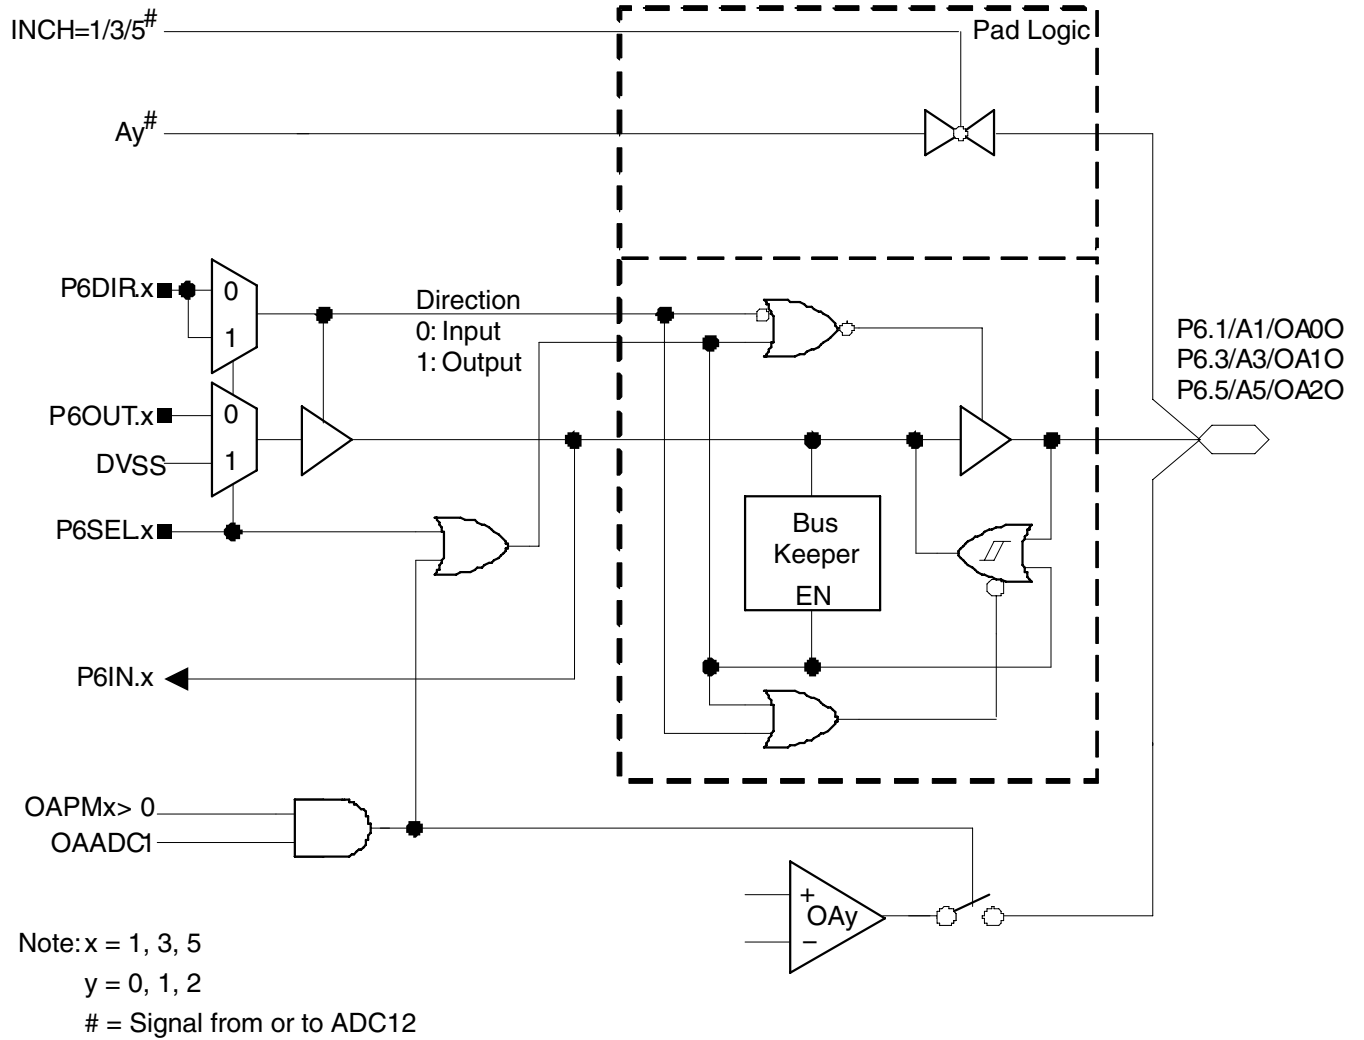 INCH=1/3/5#
Pad Logic
Ay#
P6DIR.x
0
1
Direction
0: Input
1: Output
P6.1/A1/OA0O
P6.3/A3/OA1O
P6.5/A5/OA2O
P6OUT.x
0
DVSS
1
P6SEL.x
Bus
Keeper
EN
P6IN.x
OAPMx> 0
OAADC1
+
OAy
−
Note: x = 1, 3, 5
y = 0, 1, 2
# = Signal from or to ADC12